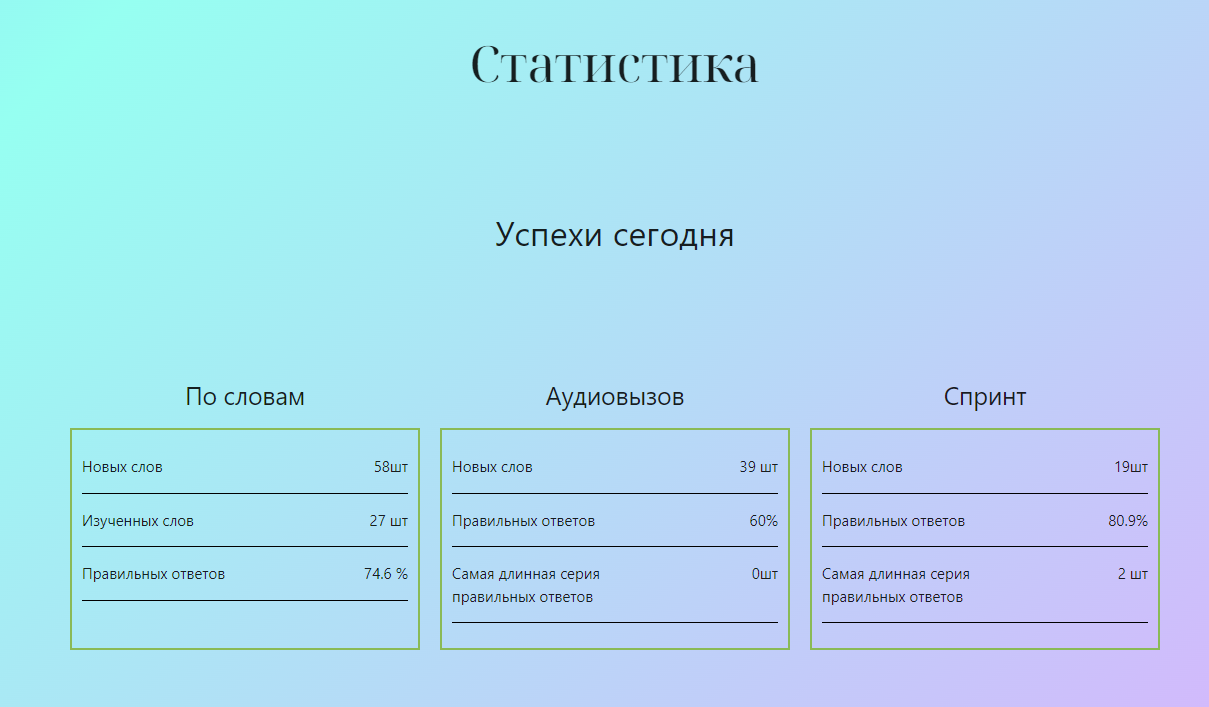 Статистика
Успехи сегодня
По словам
Новых слов 58шт
Изученных слов 27 шт
Правильных ответов 74.6 %
Аудиовызов
Новых слов 39 шт
Правильных ответов 60%
Самая длинная серия 0шт
правильных ответов
Спринт
Новых слов 19шт
Правильных ответов 80.9%
Самая длинная серия 2 шт
правильных ответов